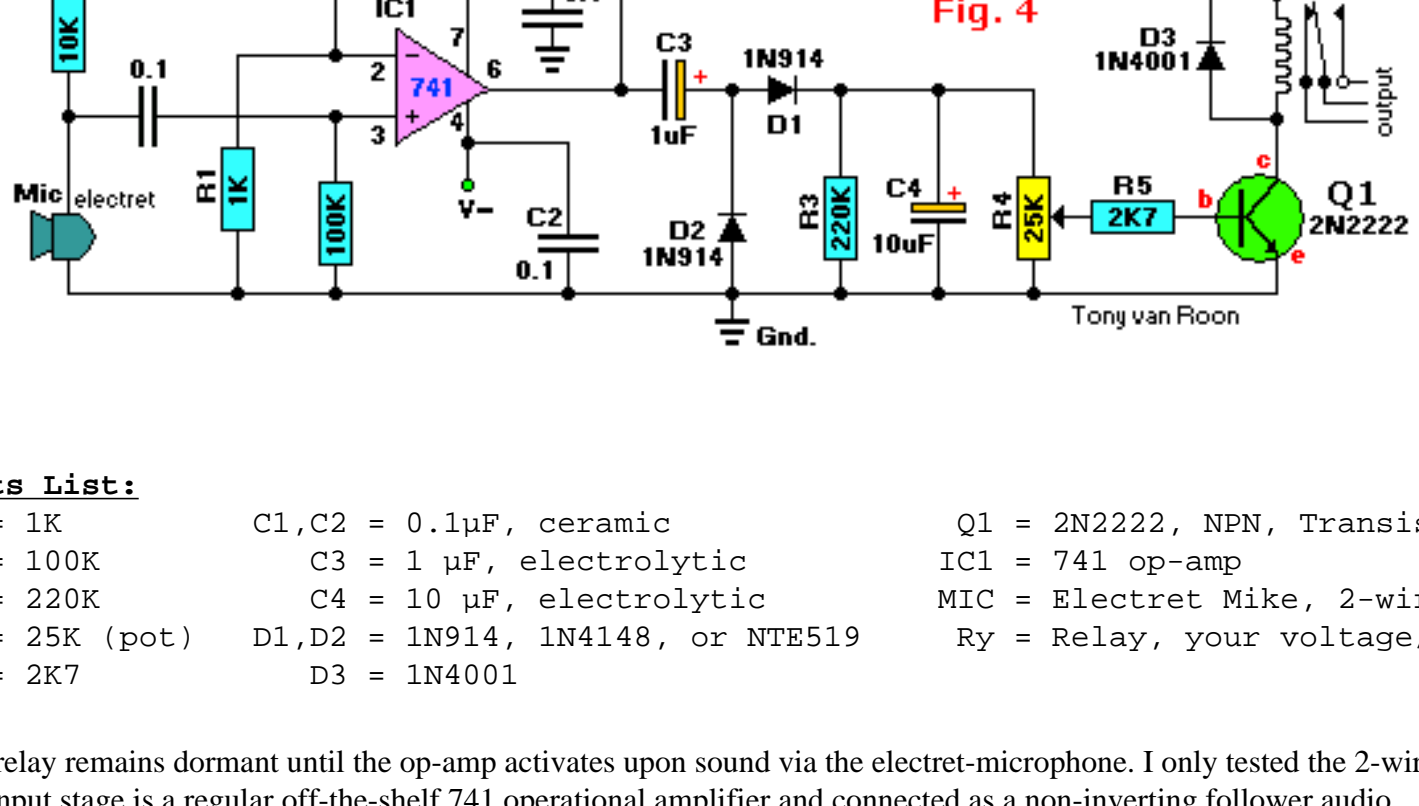 IC1
Fig. 4
10K
7
C3
1N914
D3
1N4001
0.1
2
741
6
+
output
output
3
4
1uF
D1
Mic
electret
R1
1K
100K
V-
C2
0.1
D2
1N914
R3
220K
C4
+
10uF
R4
25K
R5
2K7
b
c
e
Q1
2N2222
Tony van Roon
Gnd.
List:
= 1K C1,C2 = 0.1µF, ceramic Q1 = 2N2222, NPN,
= 100K C3 = 1 µF, electrolytic IC1 = 741 op-amp
= 220K C4 = 10 µF, electrolytic MIC = Electret Mike,
= 25K (pot) D1,D2 = 1N914, 1N4148, or NTE519 Ry = Relay, your voltage,
= 2K7 D3 = 1N4001
relay remains dormant until the op-amp activates upon sound via the electret-microphone. I only tested the
stage is a regular off-the-shelf 741 operational amplifier and connected as a non-inverting follower audio